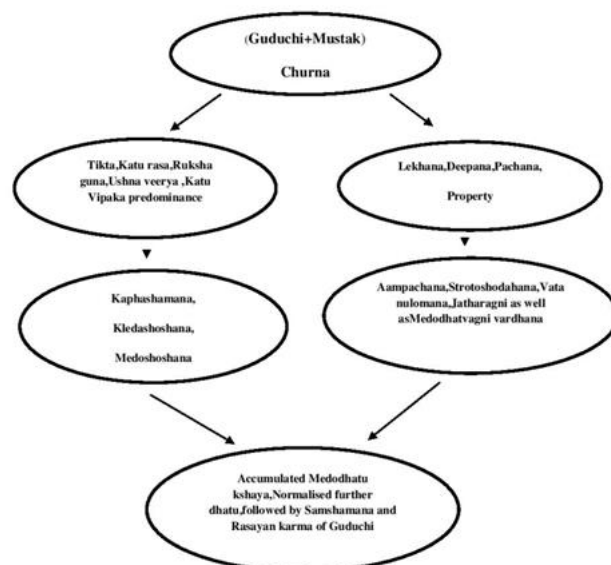 (Guduchi+Mustak)
Churna
Tikta,Katu rasa,Ruksha
guna,Ushna veerya ,Katu
Vipaka predominance
Lekhana,Deepana,Pachana,
Property
Kaphashamana,
Kledashoshana,
Medoshoshana
Aampachana,Strotoshodahana,Vata
nulomana,Jatharagni as well
asMedodhatvagni vardhana
Accumulated Medodhatu
kshaya,Normalised further
dhatu,followed by Samshamana and
Rasayan karma of Guduchi